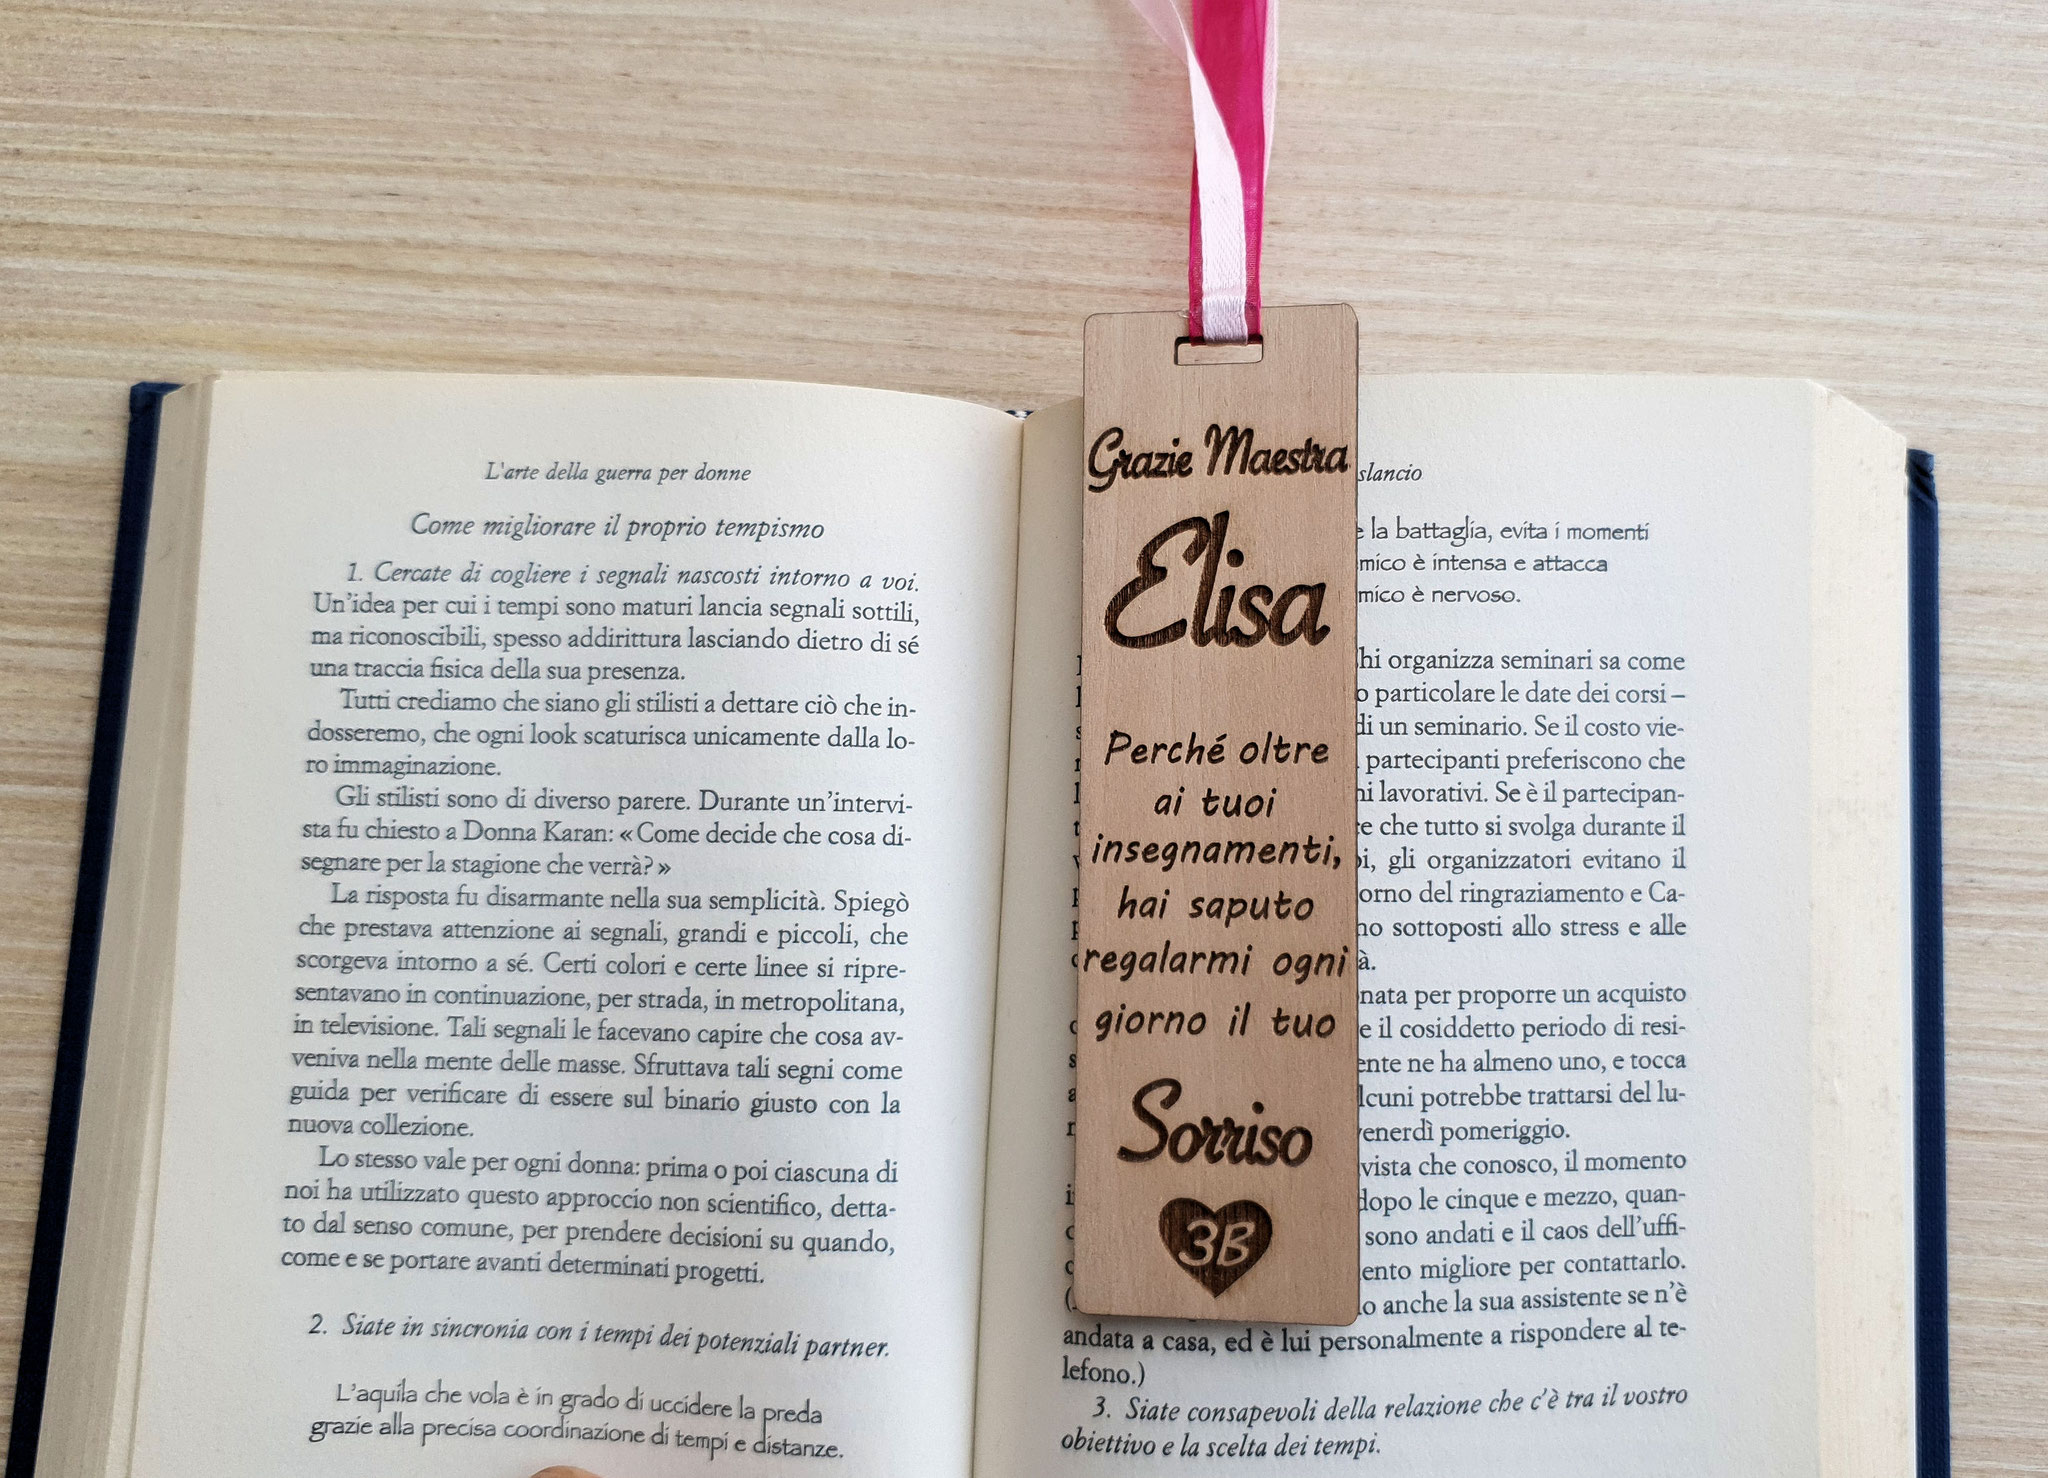 L'arte della guerra per donne
Come migliorare il proprio tempismo
1. Cercate di cogliere i segnali nascosti intorno a voi.
Un'idea per cui i tempi sono maturi lancia segnali sottili,
ma riconoscibili, spesso addirittura lasciando dietro di sé
una traccia fisica della sua presenza.
Tutti crediamo che siano gli stilisti a dettare ciò che in-
dosseremo, che ogni look scaturisca unicamente dalla lo-
ro immaginazione.
Gli stilisti sono di diverso parere. Durante un'intervi-
sta fu chiesto a Donna Karan: «Come decide che cosa di-
segnare per la stagione che verrà?»
La risposta fu disarmante nella sua semplicità. Spiegò
che prestava attenzione ai segnali, grandi e piccoli, che
scorgeva intorno a sé. Certi colori e certe linee si ripre-
sentavano in continuazione, per strada, in metropolitana,
in televisione. Tali segnali le facevano capire che cosa av-
veniva nella mente delle masse. Sfruttava tali segni come
guida per verificare di essere sul binario giusto con la
nuova collezione.
Lo stesso vale per ogni donna: prima o poi ciascuna di
noi ha utilizzato questo approccio non scientifico, detta-
to dal senso comune, per prendere decisioni su quando,
come e se portare avanti determinati progetti.
2. Siate in sincronia con i tempi dei potenziali partner.
L'aquila che vola è in grado di uccidere la preda
grazie alla precisa coordinazione di tempi e distanze.
Grazie Maestra
Elisa
Perché oltre
ai tuoi
insegnamenti,
hai saputo
regalarmi ogni
giorno il tuo
Sorriso
3B
slancio
la battaglia, evita i momenti
è intensa e attacca
è nervoso.
organizza seminari sa come
particolare le date dei corsi –
di un seminario. Se il costo vie-
partecipanti preferiscono che
lavorativi. Se è il partecipan-
che tutto si svolga durante il
gli organizzatori evitano il
del ringraziamento e Ca-
sottoposti allo stress e alle
per proporre un acquisto
e il cosiddetto periodo di resi-
ne ha almeno uno, e tocca
potrebbe trattarsi del lu-
venerdì pomeriggio.
che conosco, il momento
dopo le cinque e mezzo, quan-
sono andati e il caos dell'uffi-
migliore per contattarlo.
anche la sua assistente se n'è
andata a casa, ed è lui personalmente a rispondere al te-
lefono.)
3. Siate consapevoli della relazione che c'è tra il vostro
obiettivo e la scelta dei tempi.